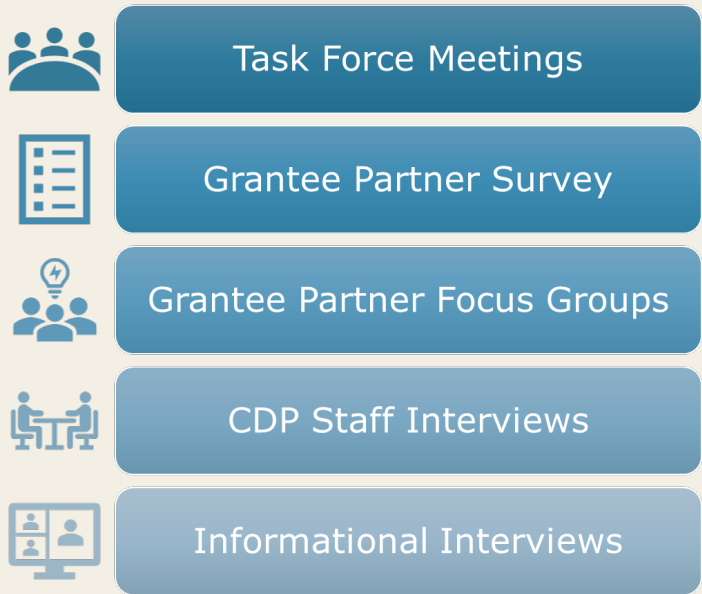 Task Force Meetings
Grantee Partner Survey
Grantee Partner Focus Groups
CDP Staff Interviews
Informational Interviews